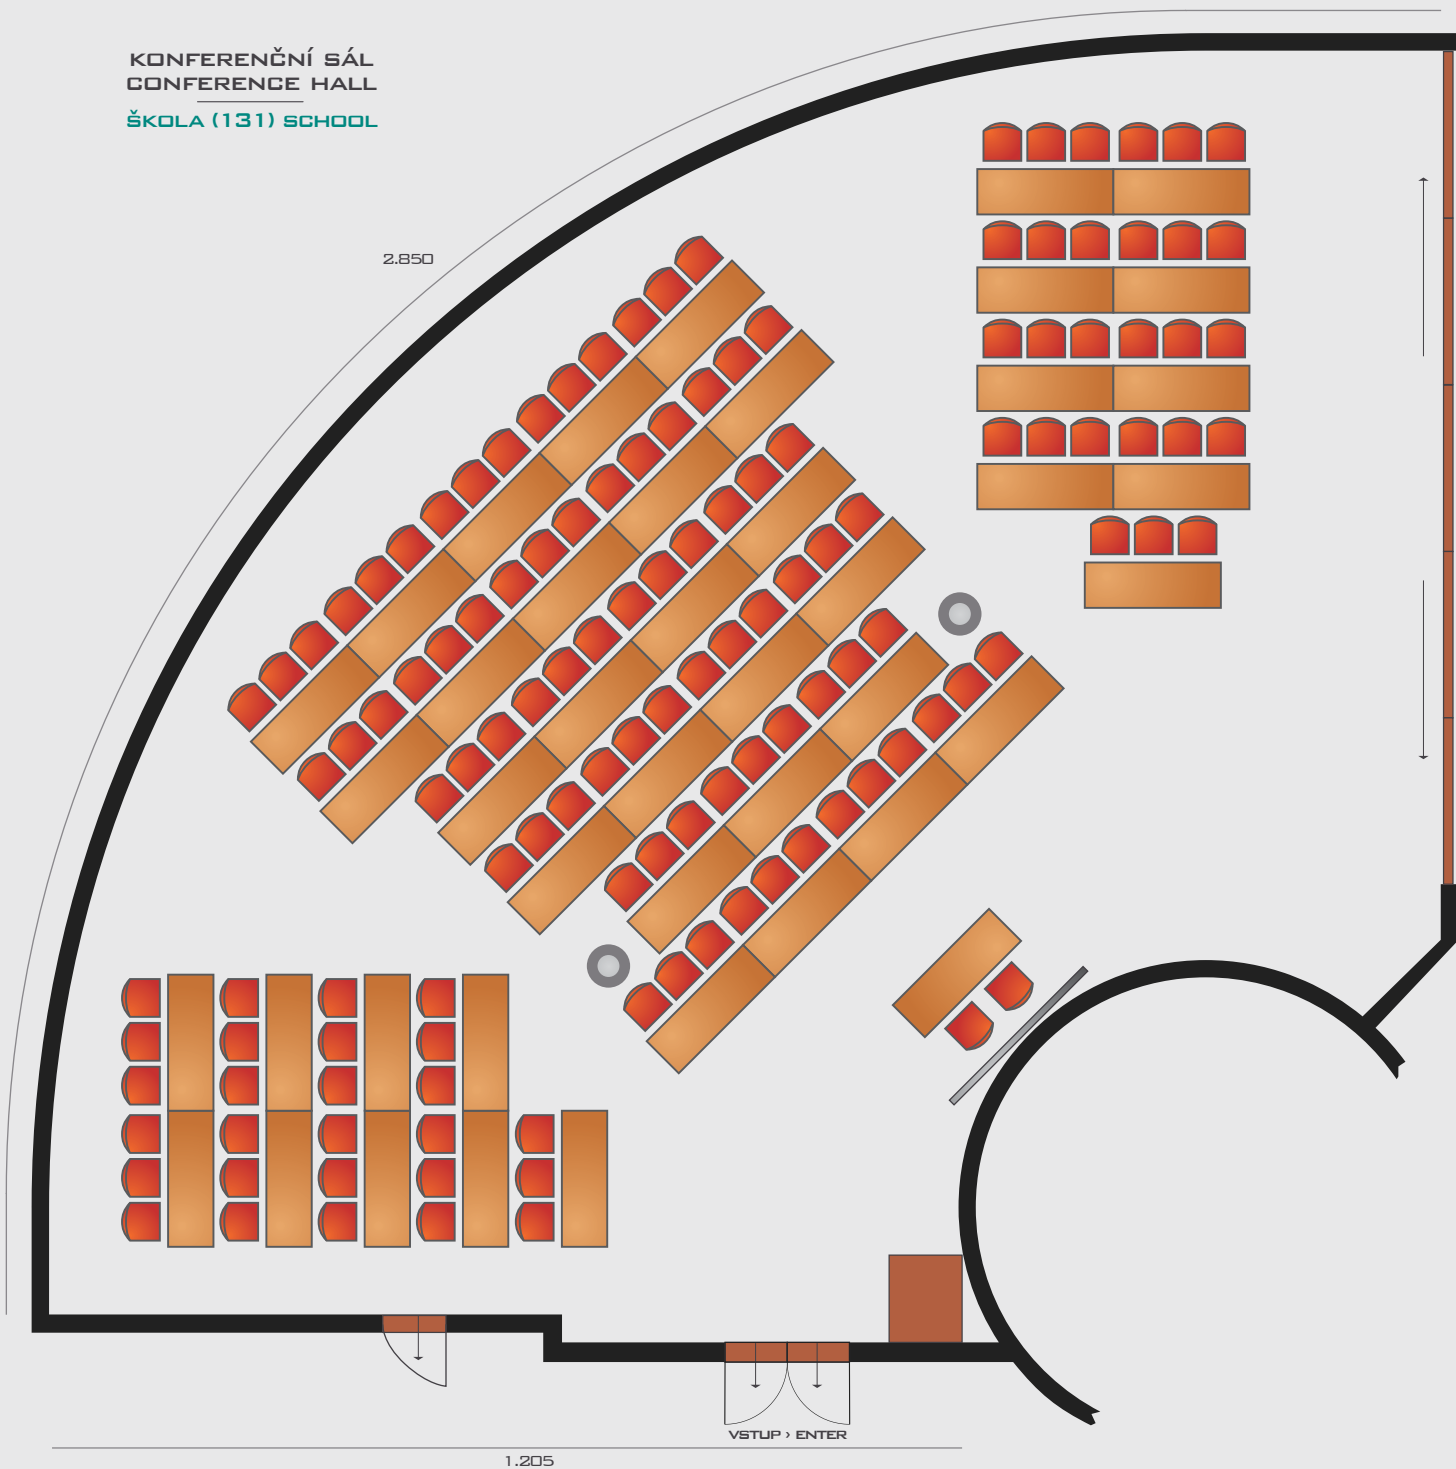 KONFERENČNÍ SÁL
CONFERENCE HALL
ŠKOLA (131) SCHOOL
2.850
VSTUP › ENTER
1.205